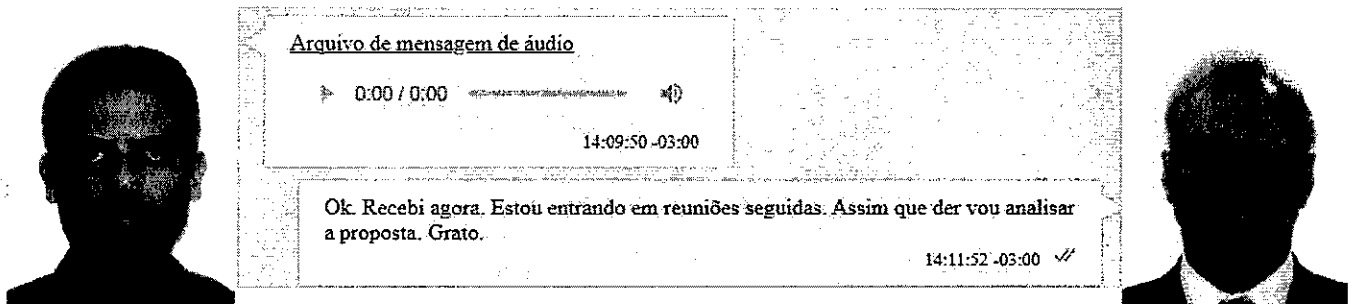 Arquivo de mensagem de áudio
0:00 / 0:00
14:09:50 -03:00
Ok. Recebi agora. Estou entrando em reuniões seguidas. Assim que der vou analisar
a proposta. Grato.
14:11:52 -03:00